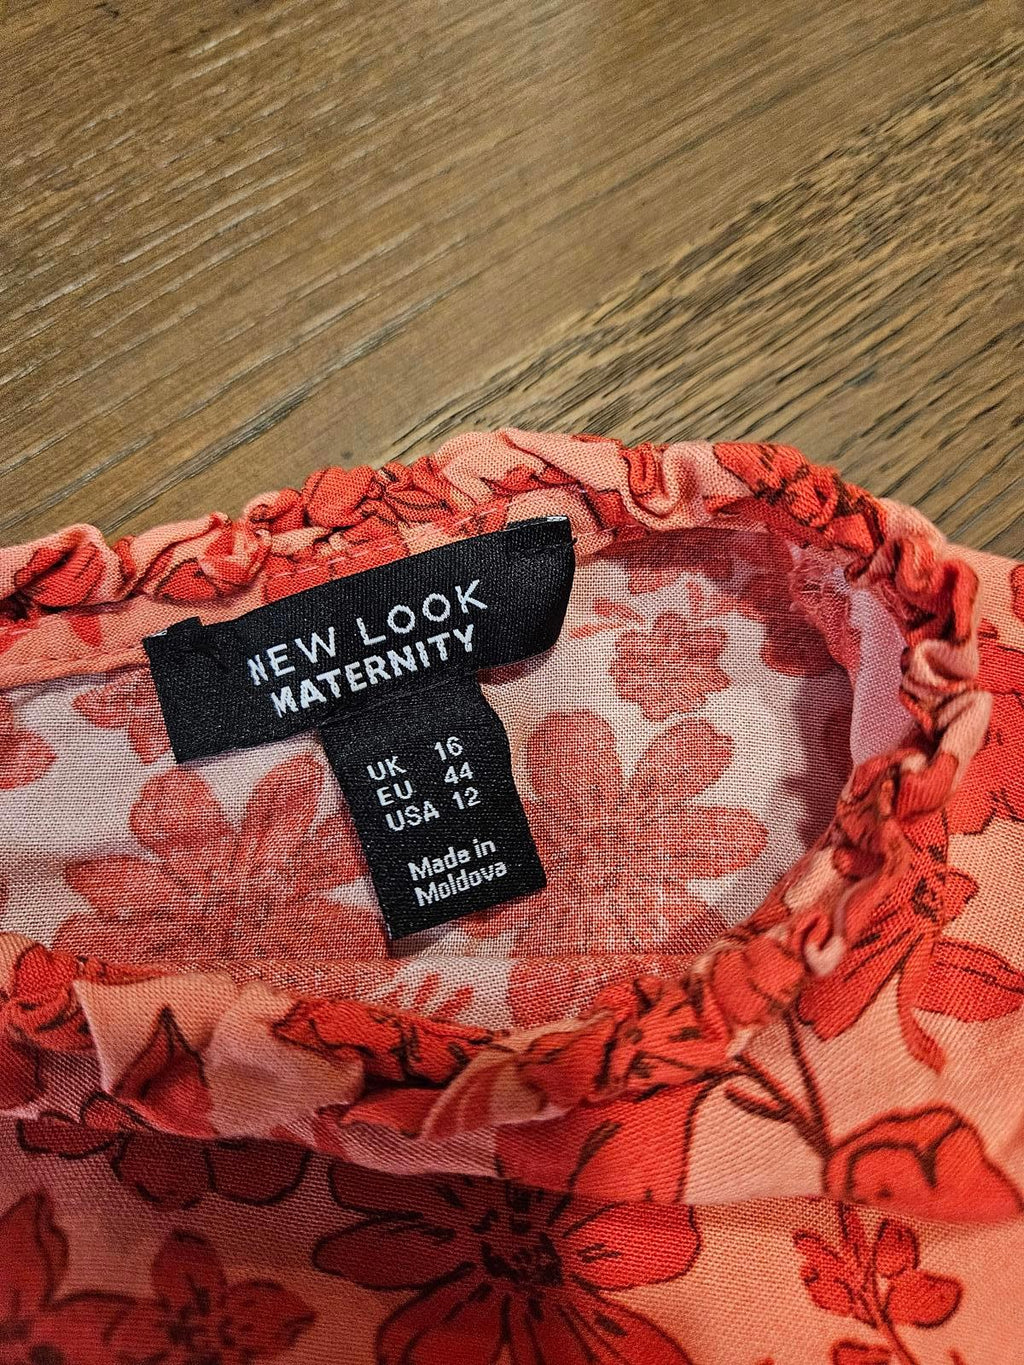 NEW LOOK
MATERNITY
UK 16
EU 44
USA 12
Made in
Moldova